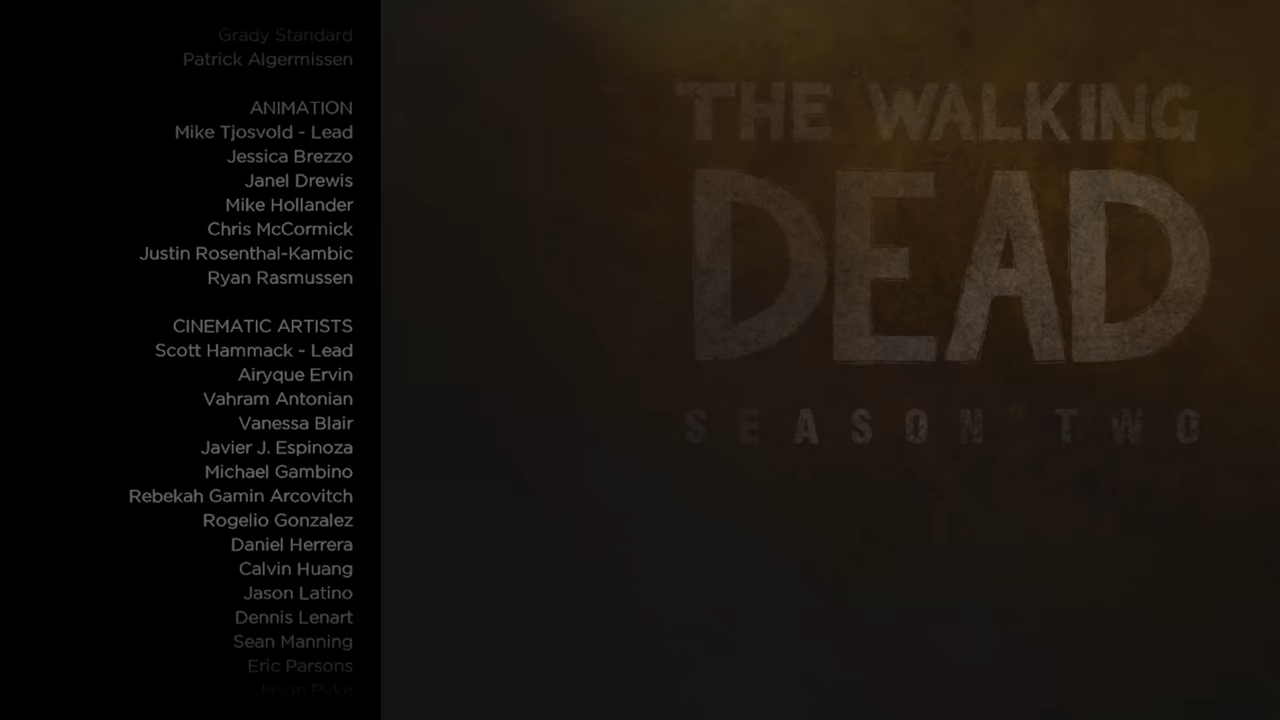 Grady Standard
Patrick Algermissen
ANIMATION
Mike Tjosvold - Lead
Jessica Brezzo
Janel Drewis
Mike Hollander
Chris McCormick
Justin Rosenthal-Kambic
Ryan Rasmussen
CINEMATIC ARTISTS
Scott Hammack - Lead
Airyque Ervin
Vahram Antonian
Vanessa Blair
Javier J. Espinoza
Michael Gambino
Rebekah Gamin Arcovitch
Rogelio Gonzalez
Daniel Herrera
Calvin Huang
Jason Latino
Dennis Lenart
Sean Manning
Eric Parsons
Jason Pyke
THE WALKING
DEAD
SEASON TWO